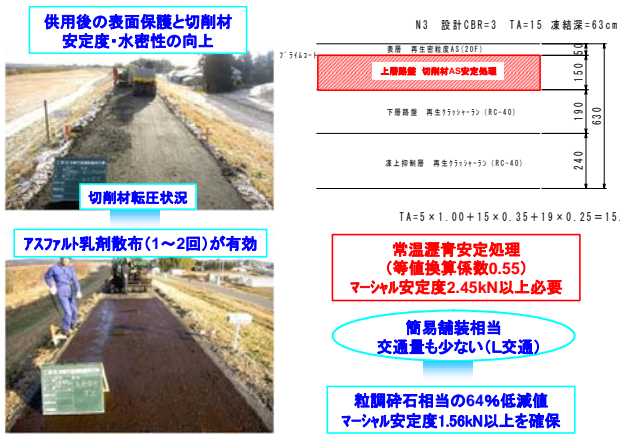 供用後の表面保護と切削材
安定度・水密性の向上
切削材転圧状況
アスファルト乳剤散布(1～2回)が有効
N3 設計CBR=3 TA=15 凍結深=63cm
表層 再生密粒度AS(20F)
ﾌﾟﾗｲﾑｺｰﾄ
上層路盤 切削材AS安定処理
下層路盤 再生ｸﾗｯｼｬｰﾗﾝ(RC-40)
凍上抑制層 再生ｸﾗｯｼｬｰﾗﾝ(RC-40)
50
150
190
240
630
TA=5×1.00+15×0.35+19×0.25=15.
常温瀝青安定処理
(等値換算係数0.55)
マーシャル安定度2.45kN以上必要
簡易舗装相当
交通量も少ない(L交通)
粒調砕石相当の64%低減値
マーシャル安定度1.56kN以上を確保